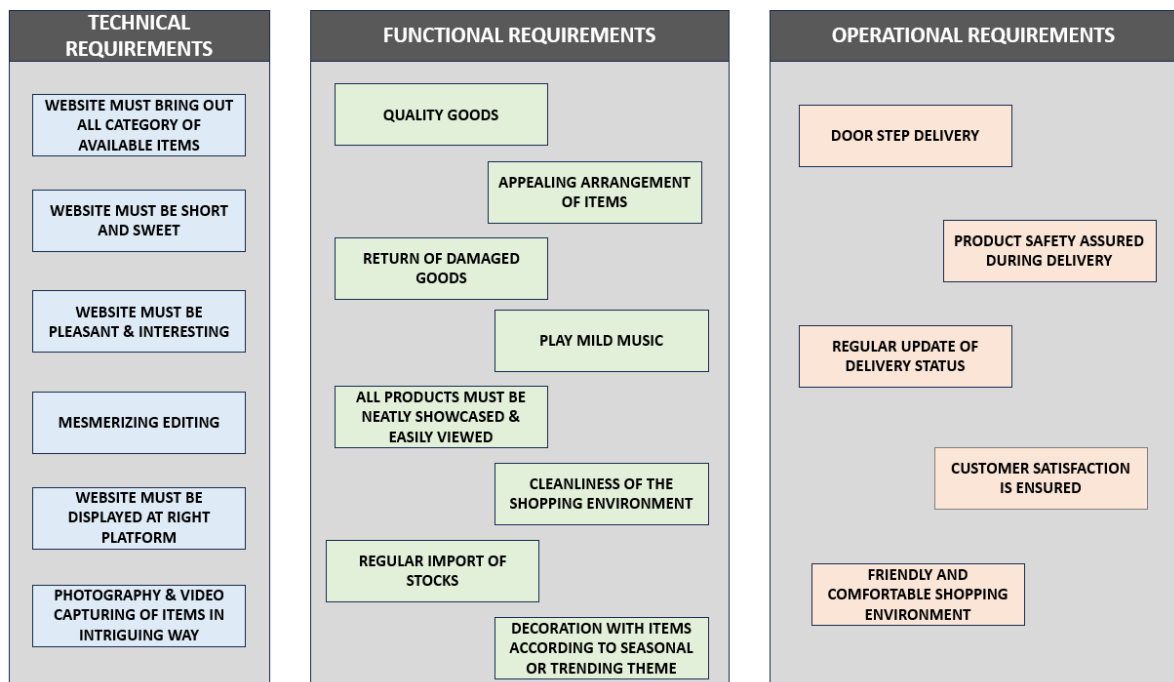 TECHNICAL
REQUIREMENTS
WEBSITE MUST BRING OUT
ALL CATEGORY OF
AVAILABLE ITEMS
WEBSITE MUST BE SHORT
AND SWEET
WEBSITE MUST BE
PLEASANT & INTERESTING
MESMERIZING EDITING
WEBSITE MUST BE
DISPLAYED AT RIGHT
PLATFORM
PHOTOGRAPHY & VIDEO
CAPTURING OF ITEMS IN
INTRIGUING WAY
FUNCTIONAL REQUIREMENTS
QUALITY GOODS
APPEALING ARRANGEMENT
OF ITEMS
RETURN OF DAMAGED
GOODS
PLAY MILD MUSIC
ALL PRODUCTS MUST BE
NEATLY SHOWCASED &
EASILY VIEWED
CLEANLINESS OF THE
SHOPPING ENVIRONMENT
REGULAR IMPORT OF
STOCKS
DECORATION WITH ITEMS
ACCORDING TO SEASONAL
OR TRENDING THEME
OPERATIONAL REQUIREMENTS
DOOR STEP DELIVERY
PRODUCT SAFETY ASSURED
DURING DELIVERY
REGULAR UPDATE OF
DELIVERY STATUS
CUSTOMER SATISFACTION
IS ENSURED
FRIENDLY AND
COMFORTABLE SHOPPING
ENVIRONMENT